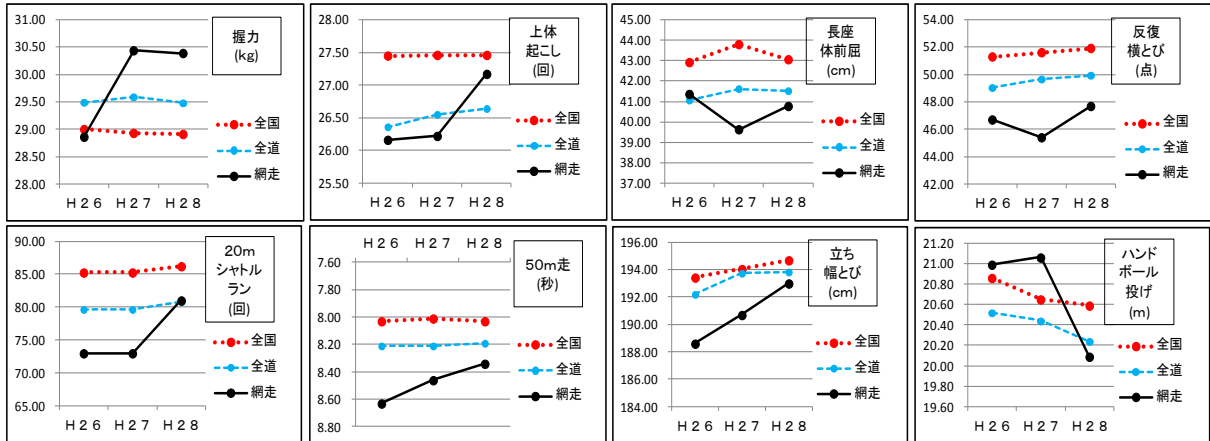 握力
(kg)
31.00
30.50
30.00
29.50
29.00
28.50
28.00
Ｈ２６ Ｈ２７ Ｈ２８
全国
全道
網走
上体
起こし
(回)
28.00
27.50
27.00
26.50
26.00
25.50
Ｈ２６ Ｈ２７ Ｈ２８
全国
全道
網走
長座
体前屈
(cm)
45.00
43.00
41.00
39.00
37.00
Ｈ２６ Ｈ２７ Ｈ２８
全国
全道
網走
反復
横とび
(点)
54.00
52.00
50.00
48.00
46.00
44.00
42.00
Ｈ２６ Ｈ２７ Ｈ２８
全国
全道
網走
20m
シャトル
ラン
(回)
90.00
85.00
80.00
75.00
70.00
65.00
Ｈ２６ Ｈ２７ Ｈ２８
全国
全道
網走
Ｈ２６ Ｈ２７ Ｈ２８
50m走
(秒)
7.60
7.80
8.00
8.20
8.40
8.60
8.80
全国
全道
網走
立ち
幅とび
(cm)
196.00
194.00
192.00
190.00
188.00
186.00
184.00
Ｈ２６ Ｈ２７ Ｈ２８
全国
全道
網走
ハンド
ボール
投げ
(m)
21.20
21.00
20.80
20.60
20.40
20.20
20.00
19.80
19.60
Ｈ２６ Ｈ２７ Ｈ２８
全国
全道
網走